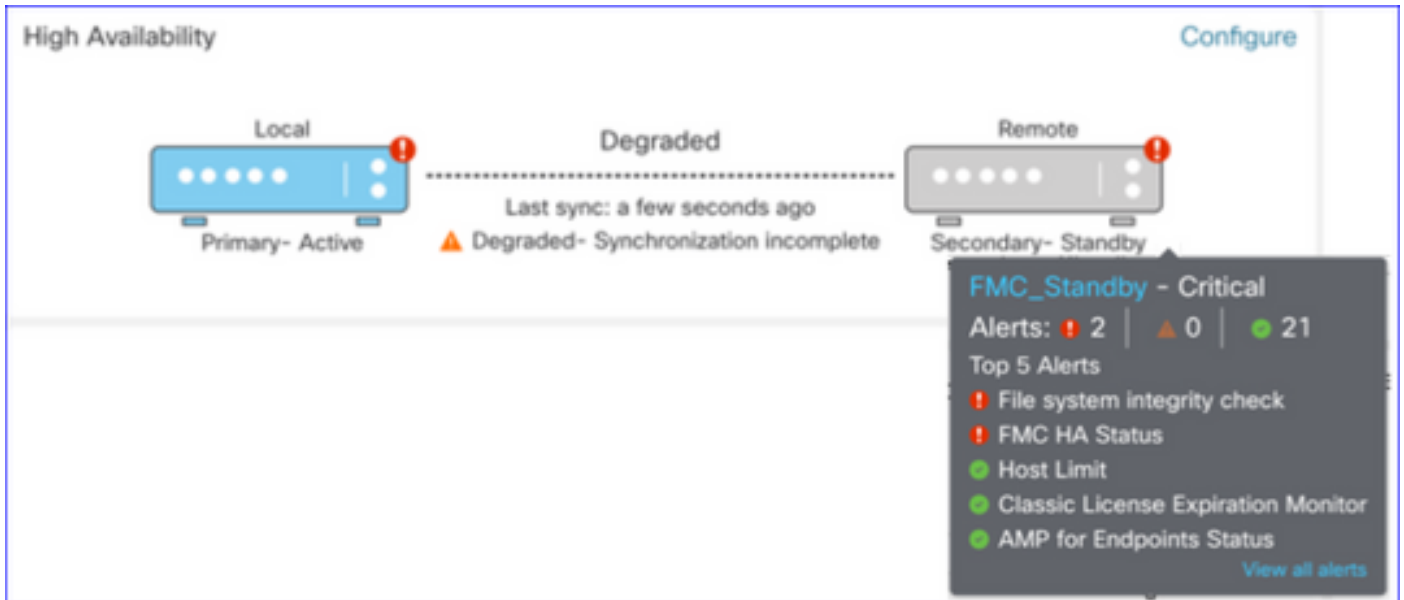 High Availability
Configure
Local
Degraded
Remote
Last sync: a few seconds ago
Primary- Active
Degraded- Synchronization incomplete
Secondary- Standby
FMC_Standby - Critical
Alerts: 2 | 0 | 21
Top 5 Alerts
File system integrity check
FMC HA Status
Host Limit
Classic License Expiration Monitor
AMP for Endpoints Status
View all alerts